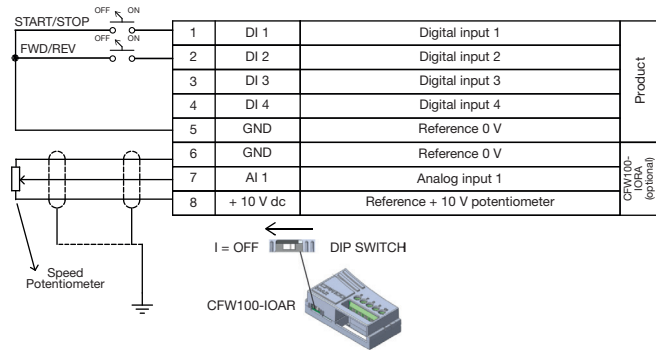 OFF ON
START/STOP
OFF ON
FWD/REV
1 DI 1 Digital input 1
2 DI 2 Digital input 2
3 DI 3 Digital input 3
4 DI 4 Digital input 4
5 GND Reference 0 V
Product
6 GND Reference 0 V
7 AI 1 Analog input 1
8 + 10 V dc Reference + 10 V potentiometer
CFW100-
IORA
(optional)
I = OFF DIP SWITCH
Speed
Potentiometer
CFW100-IOAR